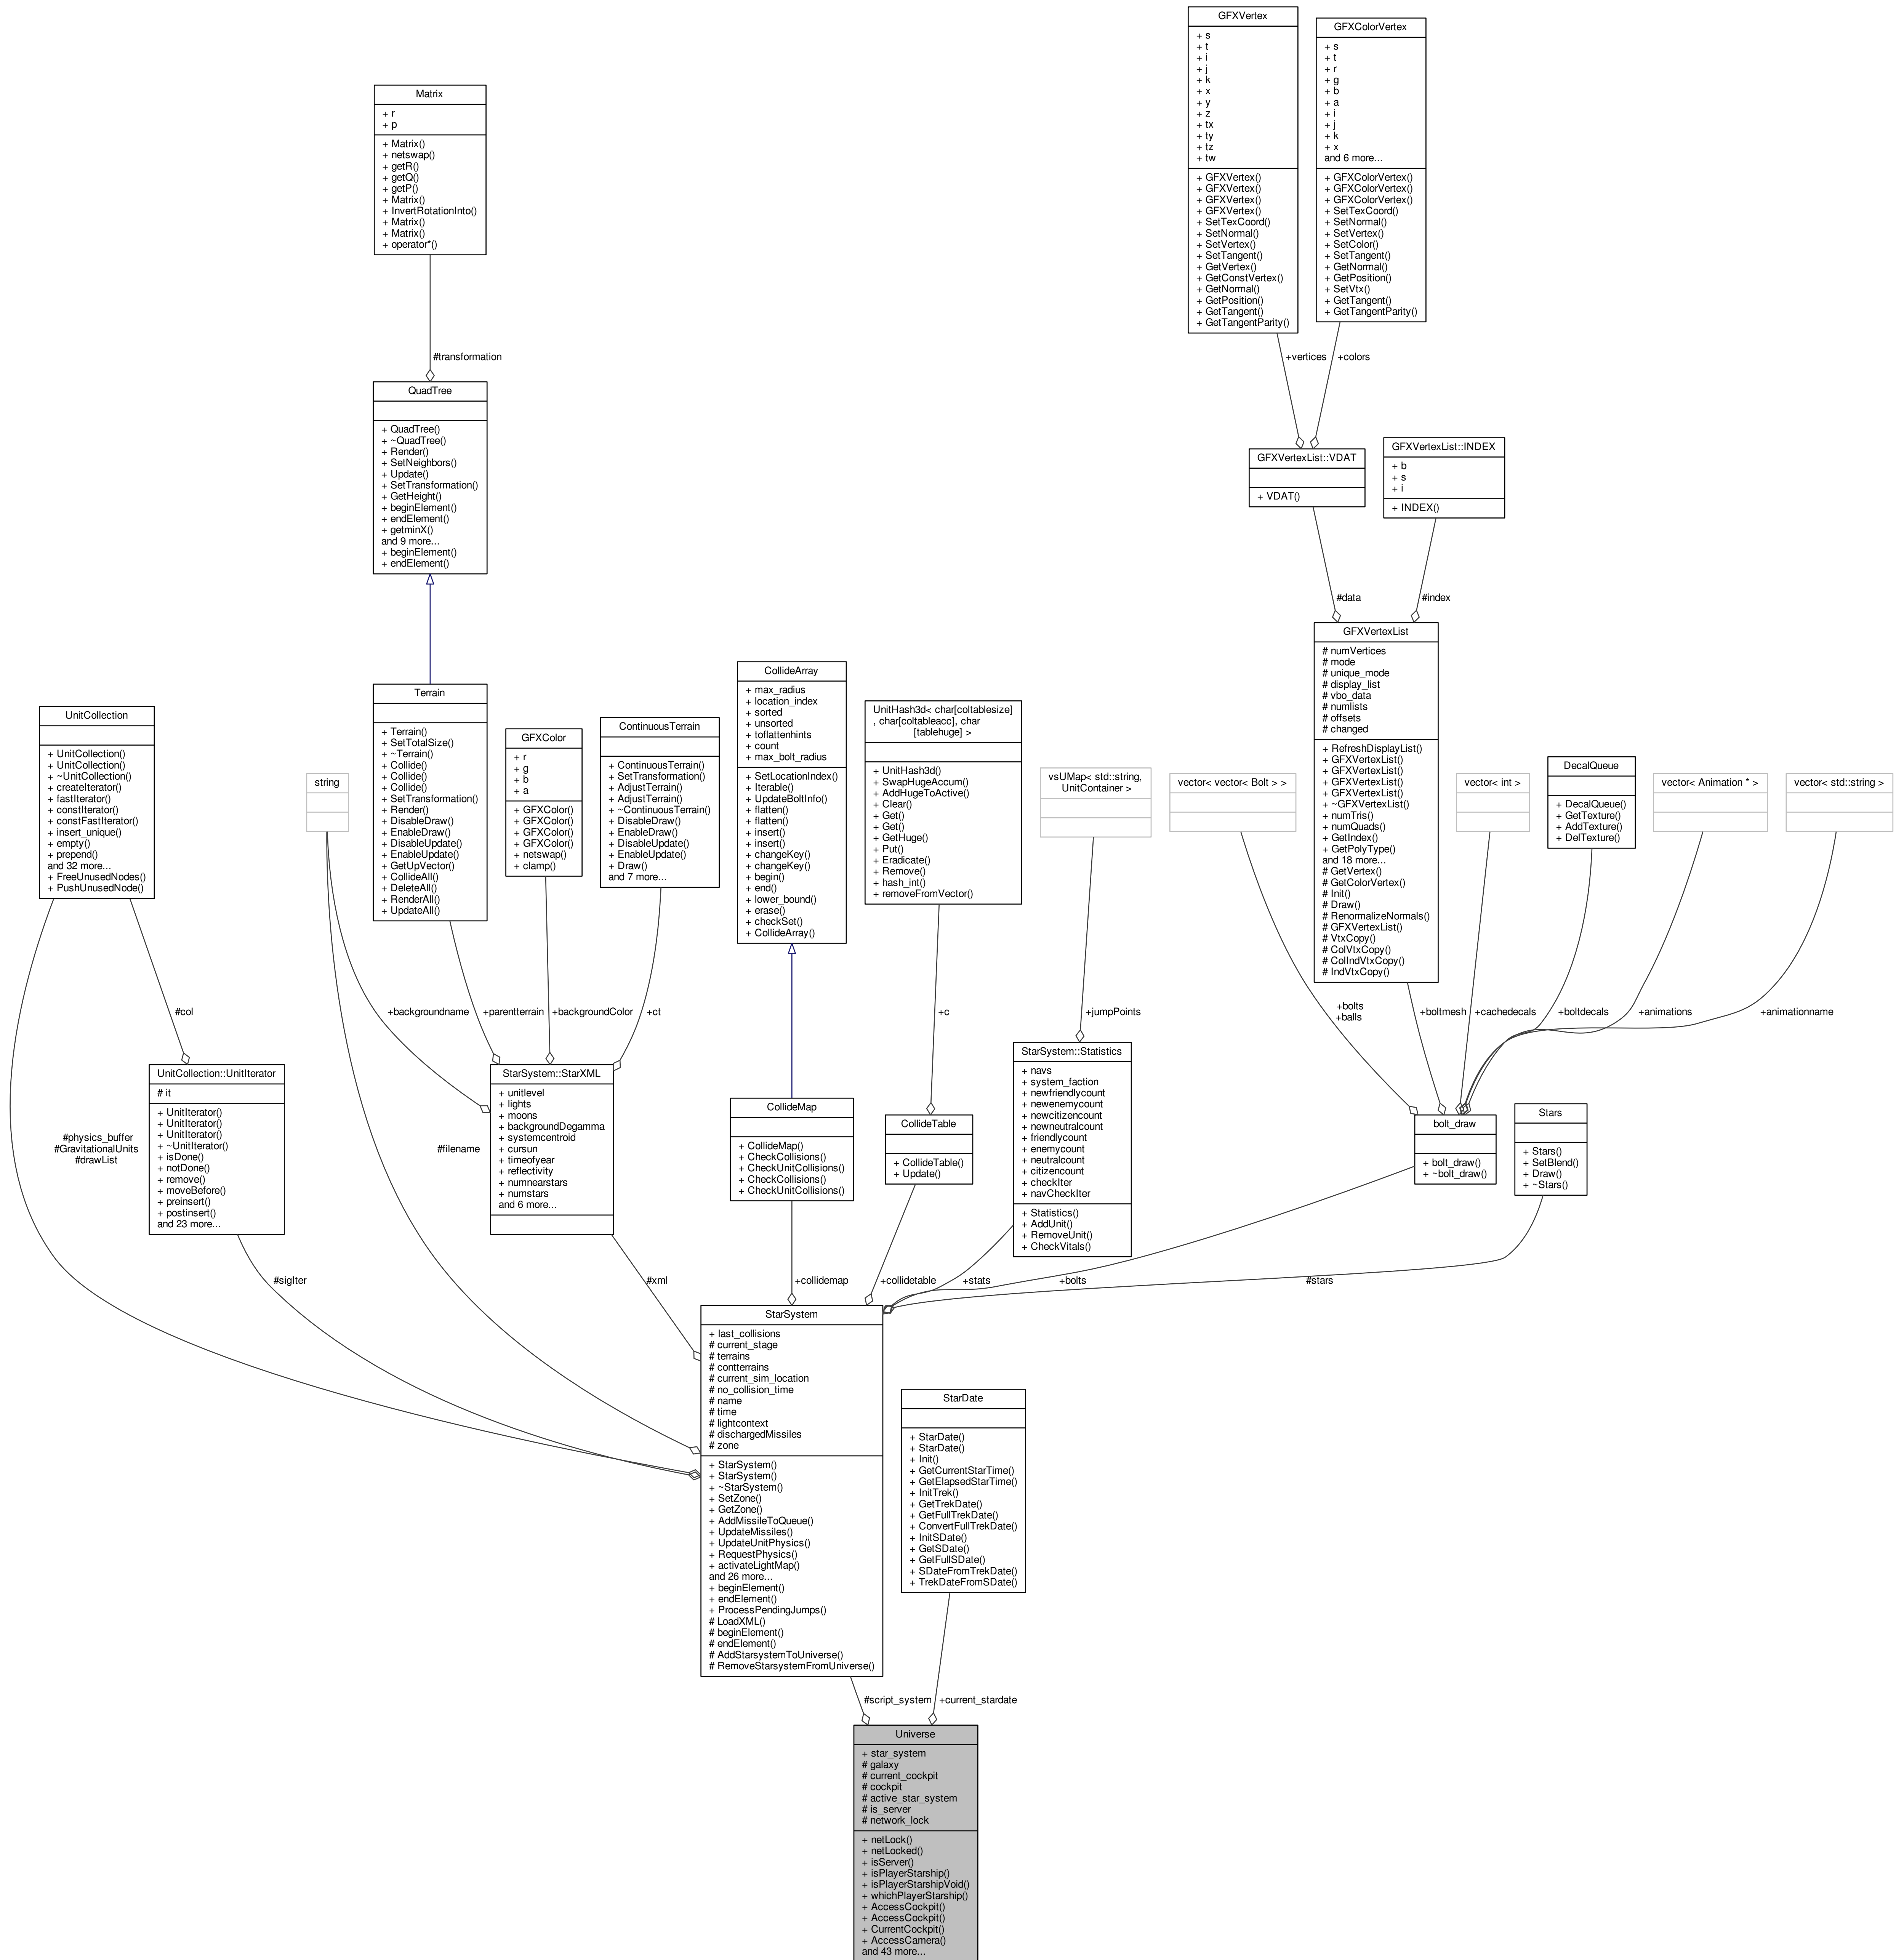 GFXVertex
+ s
+ t
+ i
+ j
+ k
+ x
+ y
+ z
+ tx
+ ty
+ tz
+ tw
+ GFXVertex()
+ GFXVertex()
+ GFXVertex()
+ GFXVertex()
+ SetTexCoord()
+ SetNormal()
+ SetVertex()
+ SetTangent()
+ GetVertex()
+ GetConstVertex()
+ GetNormal()
+ GetPosition()
+ GetTangent()
+ GetTangentParity()
GFXColorVertex
+ s
+ t
+ r
+ g
+ b
+ a
+ i
+ j
+ k
+ x
and 6 more...
+ GFXColorVertex()
+ GFXColorVertex()
+ GFXColorVertex()
+ SetTexCoord()
+ SetNormal()
+ SetVertex()
+ SetColor()
+ SetTangent()
+ GetNormal()
+ GetPosition()
+ SetVtx()
+ GetTangent()
+ GetTangentParity()
Matrix
+ r
+ p
+ Matrix()
+ netswap()
+ getR()
+ getQ()
+ getP()
+ Matrix()
+ InvertRotationInto()
+ Matrix()
+ Matrix()
+ operator*()
#transformation
+vertices
+colors
QuadTree
+ QuadTree()
+ ~QuadTree()
+ Render()
+ SetNeighbors()
+ Update()
+ SetTransformation()
+ GetHeight()
+ beginElement()
+ endElement()
+ getminX()
and 9 more...
+ beginElement()
+ endElement()
GFXVertexList::VDAT
+ VDAT()
GFXVertexList::INDEX
+ b
+ s
+ i
+ INDEX()
#data
#index
UnitCollection
+ UnitCollection()
+ UnitCollection()
+ ~UnitCollection()
+ createIterator()
+ fastIterator()
+ constIterator()
+ constFastIterator()
+ insert_unique()
+ empty()
+ prepend()
and 32 more...
+ FreeUnusedNodes()
+ PushUnusedNode()
string
Terrain
+ Terrain()
+ SetTotalSize()
+ ~Terrain()
+ Collide()
+ Collide()
+ Collide()
+ SetTransformation()
+ Render()
+ DisableDraw()
+ EnableDraw()
+ DisableUpdate()
+ EnableUpdate()
+ GetUpVector()
+ CollideAll()
+ DeleteAll()
+ RenderAll()
+ UpdateAll()
GFXColor
+ r
+ g
+ b
+ a
+ GFXColor()
+ GFXColor()
+ GFXColor()
+ GFXColor()
+ netswap()
+ clamp()
ContinuousTerrain
+ ContinuousTerrain()
+ SetTransformation()
+ AdjustTerrain()
+ AdjustTerrain()
+ ~ContinuousTerrain()
+ DisableDraw()
+ EnableDraw()
+ DisableUpdate()
+ EnableUpdate()
+ Draw()
and 7 more...
CollideArray
+ max_radius
+ location_index
+ sorted
+ unsorted
+ toflattenhints
+ count
+ max_bolt_radius
+ SetLocationIndex()
+ Iterable()
+ UpdateBoltInfo()
+ flatten()
+ flatten()
+ insert()
+ insert()
+ changeKey()
+ changeKey()
+ begin()
+ end()
+ lower_bound()
+ erase()
+ checkSet()
+ CollideArray()
UnitHash3d< char[coltablesize]
, char[coltableacc], char
[tablehuge] >
+ UnitHash3d()
+ SwapHugeAccum()
+ AddHugeToActive()
+ Clear()
+ Get()
+ Get()
+ GetHuge()
+ Put()
+ Eradicate()
+ Remove()
+ hash_int()
+ removeFromVector()
vsUMap< std::string,
UnitContainer >
vector< vector< Bolt > >
GFXVertexList
# numVertices
# mode
# unique_mode
# display_list
# vbo_data
# numlists
# offsets
# changed
+ RefreshDisplayList()
+ GFXVertexList()
+ GFXVertexList()
+ GFXVertexList()
+ GFXVertexList()
+ ~GFXVertexList()
+ numTris()
+ numQuads()
+ GetIndex()
+ GetPolyType()
and 18 more...
# GetVertex()
# GetColorVertex()
# Init()
# Draw()
# RenormalizeNormals()
# GFXVertexList()
# VtxCopy()
# ColVtxCopy()
# ColIndVtxCopy()
# IndVtxCopy()
vector< int >
DecalQueue
+ DecalQueue()
+ GetTexture()
+ AddTexture()
+ DelTexture()
vector< Animation * >
vector< std::string >
#col
+backgroundname
+parentterrain
+backgroundColor
+ct
+c
+jumpPoints
+bolts
+balls
+boltmesh
+cachedecals
+boltdecals
+animations
+animationname
#physics_buffer
#GravitationalUnits
#drawList
UnitCollection::UnitIterator
# it
+ UnitIterator()
+ UnitIterator()
+ UnitIterator()
+ ~UnitIterator()
+ isDone()
+ notDone()
+ remove()
+ moveBefore()
+ preinsert()
+ postinsert()
and 23 more...
#filename
StarSystem::StarXML
+ unitlevel
+ lights
+ moons
+ backgroundDegamma
+ systemcentroid
+ cursun
+ timeofyear
+ reflectivity
+ numnearstars
+ numstars
and 6 more...
CollideMap
+ CollideMap()
+ CheckCollisions()
+ CheckUnitCollisions()
+ CheckCollisions()
+ CheckUnitCollisions()
CollideTable
+ CollideTable()
+ Update()
StarSystem::Statistics
+ navs
+ system_faction
+ newfriendlycount
+ newenemycount
+ newcitizencount
+ newneutralcount
+ friendlycount
+ enemycount
+ neutralcount
+ citizencount
+ checkIter
+ navCheckIter
+ Statistics()
+ AddUnit()
+ RemoveUnit()
+ CheckVitals()
bolt_draw
+ bolt_draw()
+ ~bolt_draw()
Stars
+ Stars()
+ SetBlend()
+ Draw()
+ ~Stars()
#sigIter
#xml
+collidemap
+collidetable
+stats
+bolts
#stars
StarSystem
+ last_collisions
# current_stage
# terrains
# contterrains
# current_sim_location
# no_collision_time
# name
# time
# lightcontext
# dischargedMissiles
# zone
+ StarSystem()
+ StarSystem()
+ ~StarSystem()
+ SetZone()
+ GetZone()
+ AddMissileToQueue()
+ UpdateMissiles()
+ UpdateUnitPhysics()
+ RequestPhysics()
+ activateLightMap()
and 26 more...
+ beginElement()
+ endElement()
+ ProcessPendingJumps()
# LoadXML()
# beginElement()
# endElement()
# AddStarsystemToUniverse()
# RemoveStarsystemFromUniverse()
StarDate
+ StarDate()
+ StarDate()
+ Init()
+ GetCurrentStarTime()
+ GetElapsedStarTime()
+ InitTrek()
+ GetTrekDate()
+ GetFullTrekDate()
+ ConvertFullTrekDate()
+ InitSDate()
+ GetSDate()
+ GetFullSDate()
+ SDateFromTrekDate()
+ TrekDateFromSDate()
#script_system
+current_stardate
Universe
+ star_system
# galaxy
# current_cockpit
# cockpit
# active_star_system
# is_server
# network_lock
+ netLock()
+ netLocked()
+ isServer()
+ isPlayerStarship()
+ isPlayerStarshipVoid()
+ whichPlayerStarship()
+ AccessCockpit()
+ AccessCockpit()
+ CurrentCockpit()
+ AccessCamera()
and 43 more...